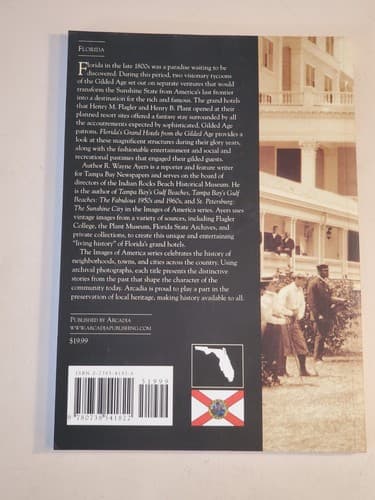 FLORIDA
Florida in the late 1800s was a paradise waiting to be
discovered. During this period, two visionary tycoons
of the Gilded Age set out on separate ventures that would
transform the Sunshine State from America's last frontier
into a destination for the rich and famous. The grand hotels
that Henry M. Flagler and Henry B. Plant opened at their
planned resort sites offered a fantasy stay surrounded by all
the accoutrements expected by sophisticated, Gilded Age
patrons. Florida's Grand Hotels from the Gilded Age provides a
look at these magnificent structures during their glory years,
along with the fashionable entertainment and social and
recreational pastimes that engaged their gilded guests.
Author R. Wayne Ayers is a reporter and feature writer
for Tampa Bay Newspapers and serves on the board of
directors of the Indian Rocks Beach Historical Museum. He is
the author of Tampa Bay's Gulf Beaches, Tampa Bay's Gulf
Beaches: The Fabulous 1950s and 1960s, and St. Petersburg:
The Sunshine City in the Images of America series. Ayers uses
vintage images from a variety of sources, including Flagler
College, the Plant Museum, Florida State Archives, and
private collections, to create this unique and entertaining
"living history" of Florida's grand hotels.
The Images of America series celebrates the history of
neighborhoods, towns, and cities across the country. Using
archival photographs, each title presents the distinctive
stories from the past that shape the character of the
community today. Arcadia is proud to play a part in the
preservation of local heritage, making history available to all.
PUBLISHED BY ARCADIA
WWW.ARCADIAPUBLISHING.COM
$19.99
51999
9 780738 541822